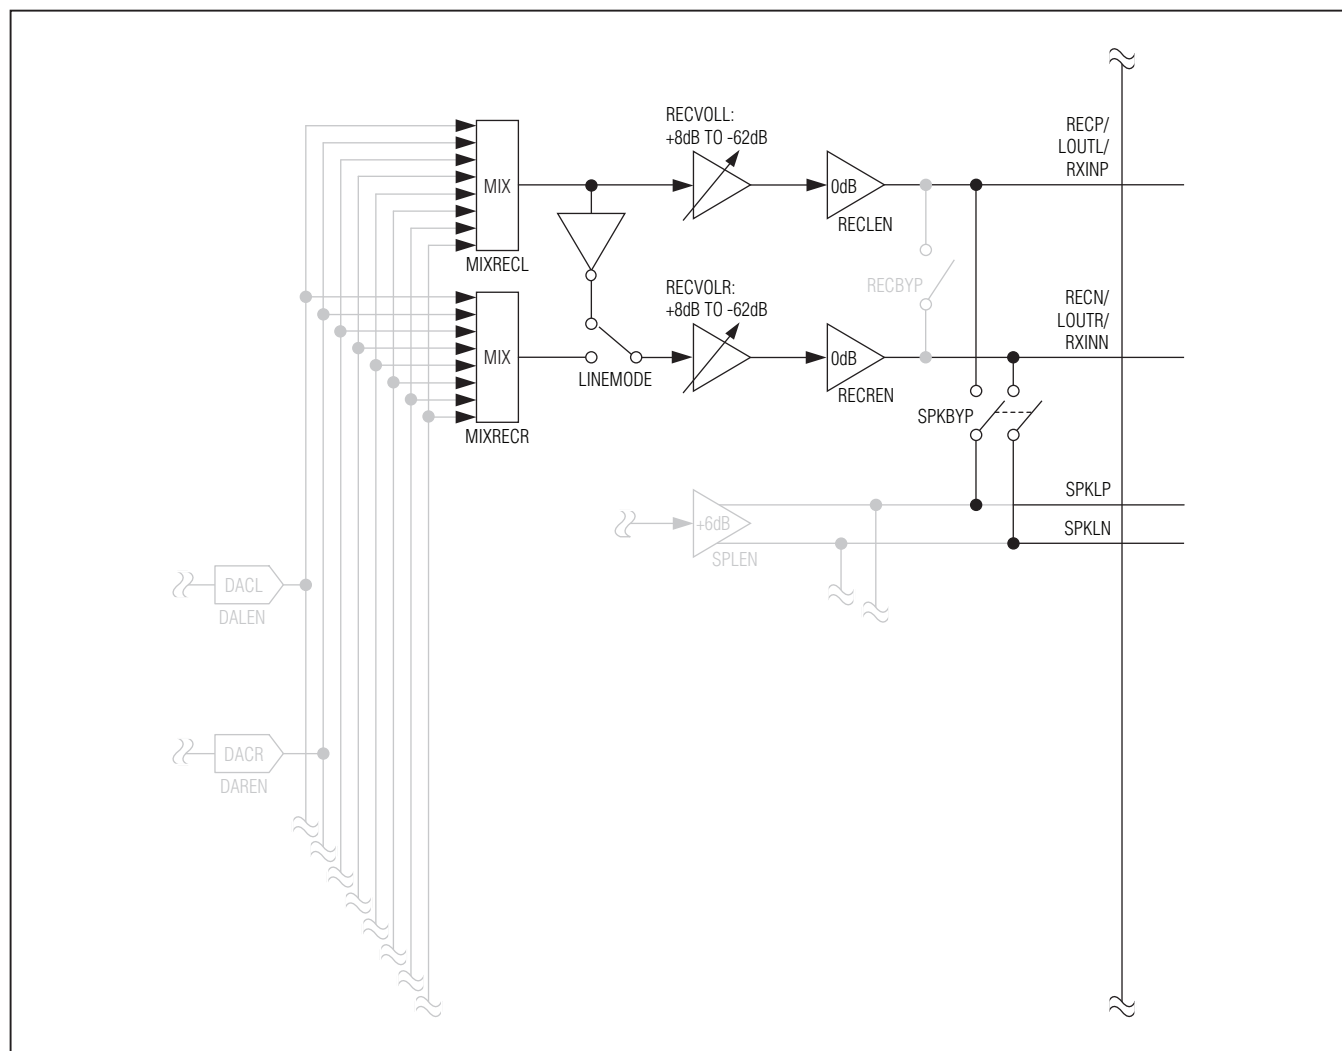 RECVOLL:
+8dB TO -62dB
RECP/
LOUTL/
RXINP
MIX
0dB
RECLEN
MIXRECL
RECVOLR:
+8dB TO -62dB
RECBYP
RECN/
LOUTR/
RXINN
MIX
0dB
LINEMODE
RECREN
MIXRECR
SPKBYP
SPKLP
+6dB
SPKLN
SPLEN
DACL
DALEN
DACR
DAREN